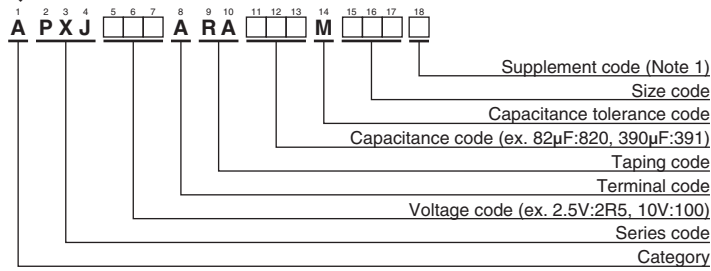 1 2 3 4 5 6 7 8 9 10 11 12 13 14 15 16 17 18
A P X J A R A M
Supplement code (Note 1)
Size code
Capacitance tolerance code
Capacitance code (ex. 82μF:820, 390μF:391)
Taping code
Terminal code
Voltage code (ex. 2.5V:2R5, 10V:100)
Series code
Category